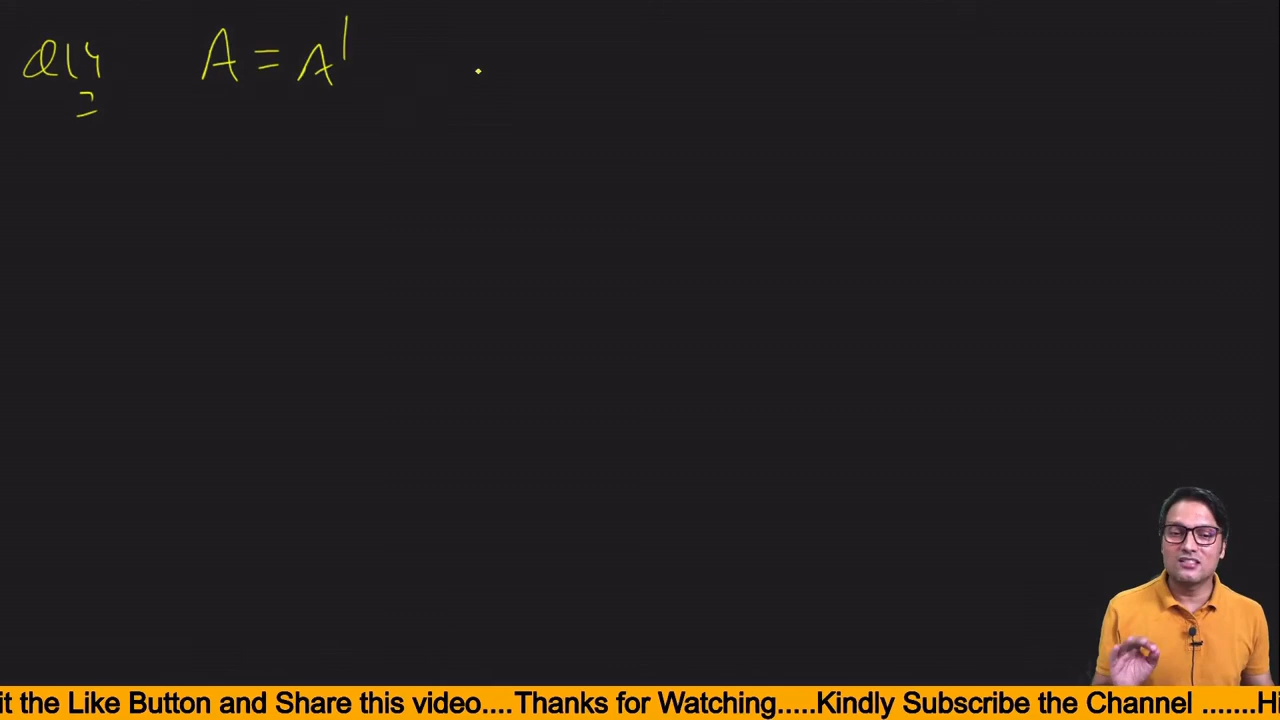 Q14 A = A'
it the Like Button and Share this video....Thanks for Watching.....Kindly Subscribe the Channel .......Hi